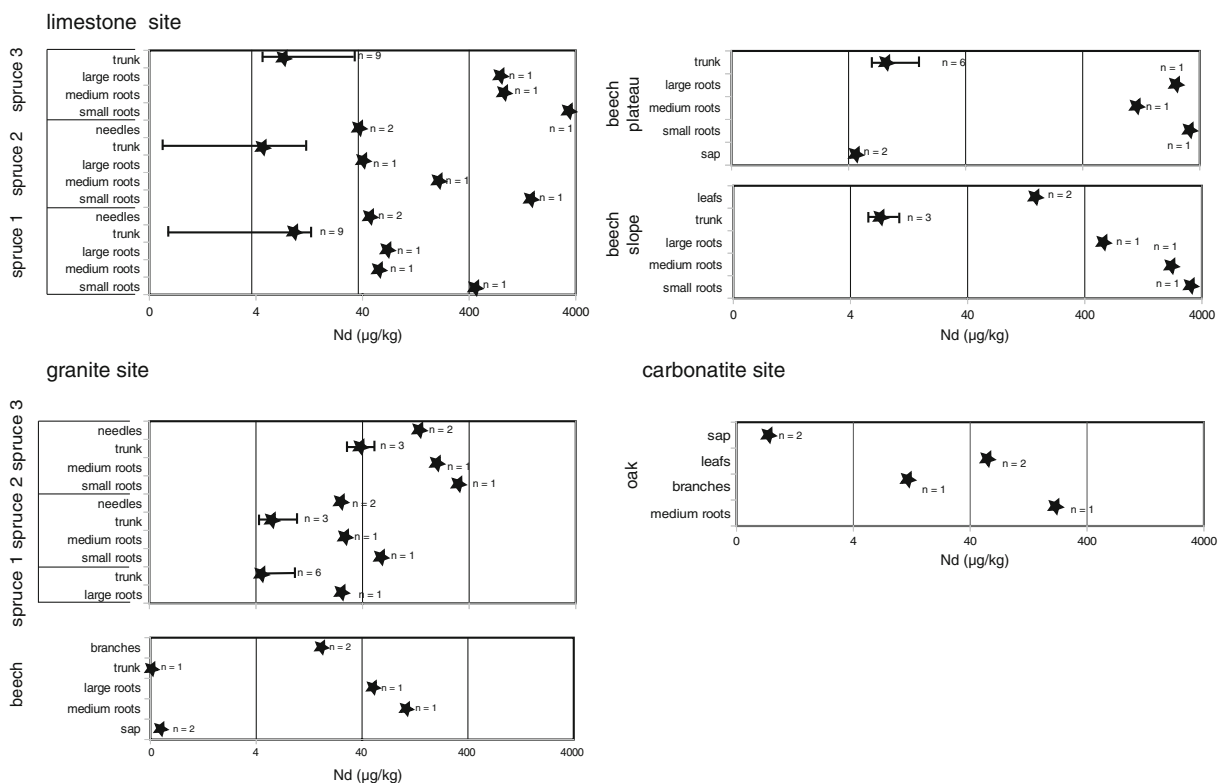 limestone site
spruce 3
trunk
n = 9
large roots
n = 1
medium roots
n = 1
small roots
n = 1
spruce 2
needles
n = 2
trunk
large roots
n = 1
medium roots
n = 1
small roots
n = 1
spruce 1
needles
n = 2
trunk
n = 9
large roots
n = 1
medium roots
n = 1
small roots
n = 1
0 4 40 400 4000
Nd (µg/kg)
beech
plateau
trunk
n = 6
large roots
n = 1
medium roots
n = 1
small roots
n = 1
sap
n = 2
beech
slope
leafs
n = 2
trunk
n = 3
large roots
n = 1
medium roots
n = 1
small roots
n = 1
0 4 40 400 4000
Nd (µg/kg)
granite site
spruce 3
needles
n = 2
trunk
n = 3
medium roots
n = 1
small roots
n = 1
spruce 2
needles
n = 2
trunk
n = 3
medium roots
n = 1
small roots
n = 1
spruce 1
trunk
n = 6
large roots
n = 1
beech
branches
n = 2
trunk
n = 1
large roots
n = 1
medium roots
n = 1
sap
n = 2
0 4 40 400 4000
Nd (µg/kg)
carbonatite site
oak
sap
n = 2
leafs
n = 2
branches
n = 1
medium roots
n = 1
0 4 40 400 4000
Nd (µg/kg)